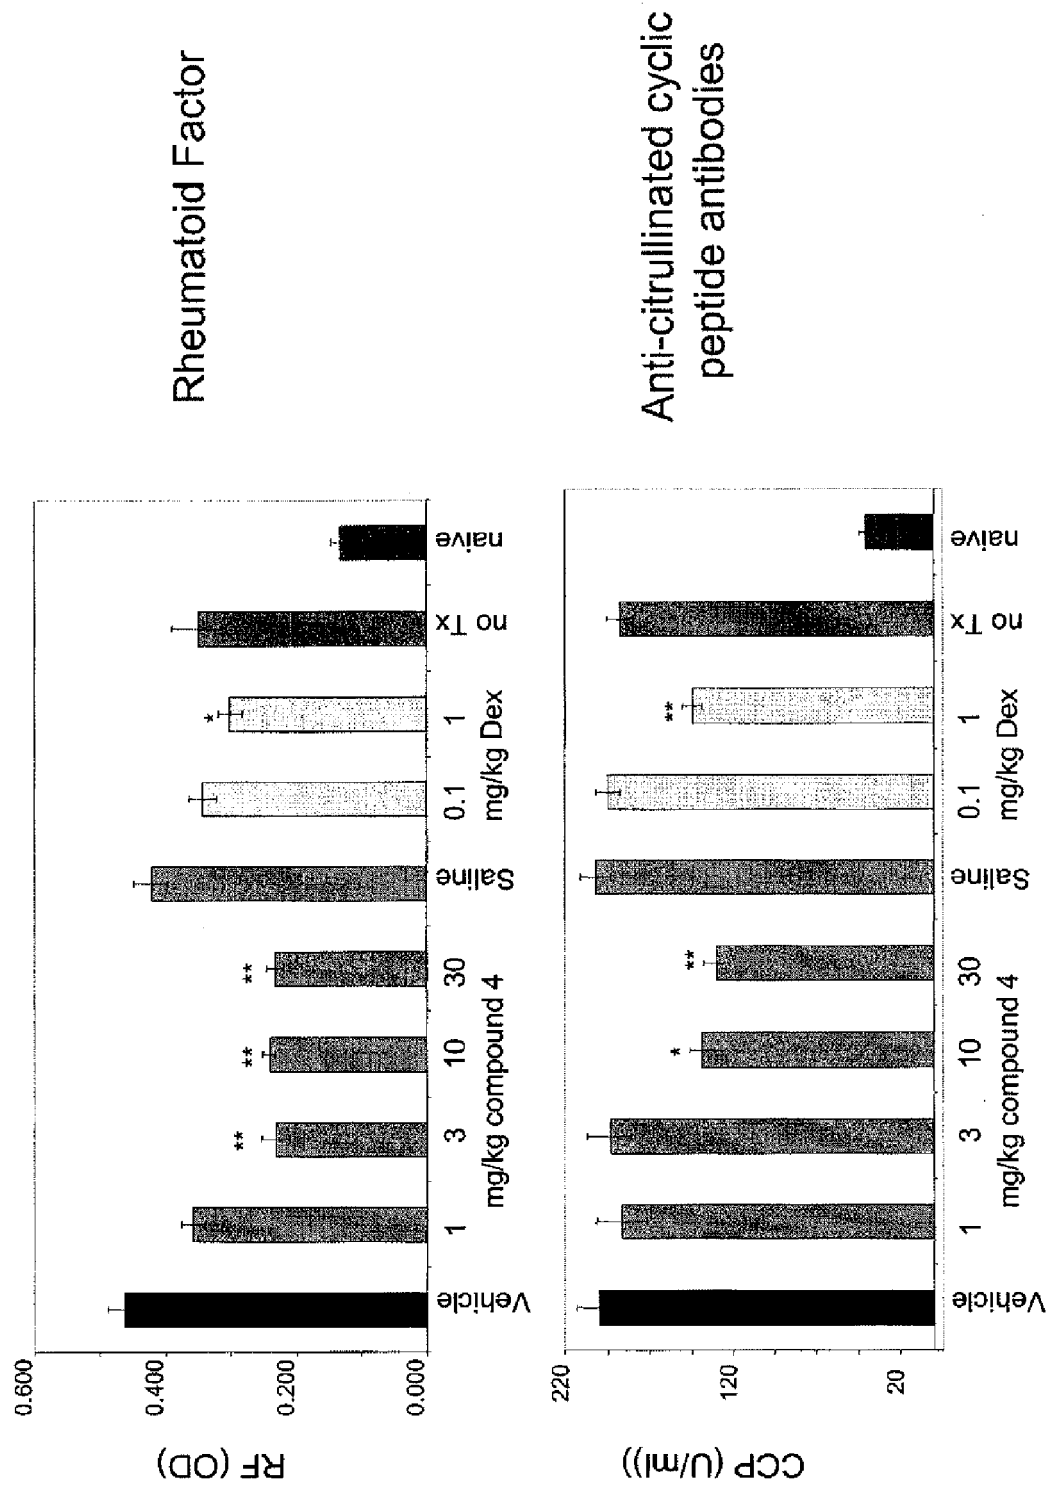 Rheumatoid Factor
RF (OD)
0.600
0.400
0.200
0.000
**
**
**
*
Vehicle
1
3
10
30
Saline
0.1
1
no Tx
naive
mg/kg compound 4
mg/kg Dex
Anti-citrullinated cyclic
peptide antibodies
CCP (U/ml))
220
120
20
*
**
**
Vehicle
1
3
10
30
Saline
0.1
1
no Tx
naive
mg/kg compound 4
mg/kg Dex